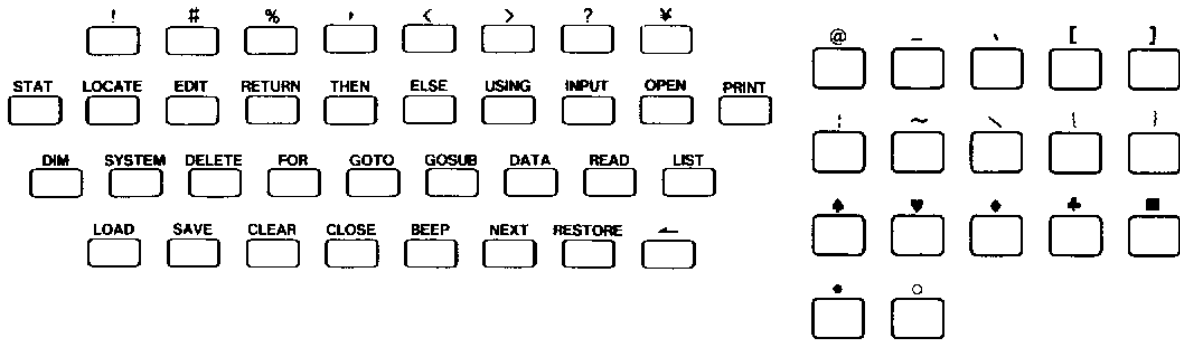 ! # % ' < > ? ¥
STAT LOCATE EDIT RETURN THEN ELSE USING INPUT OPEN PRINT
DIM SYSTEM DELETE FOR GOTO GOSUB DATA READ LIST
LOAD SAVE CLEAR CLOSE BEEP NEXT RESTORE
@ _ ` [ ]
¦ ~ \ { }
♠ ♥ ♦ ♣ ■
● ○